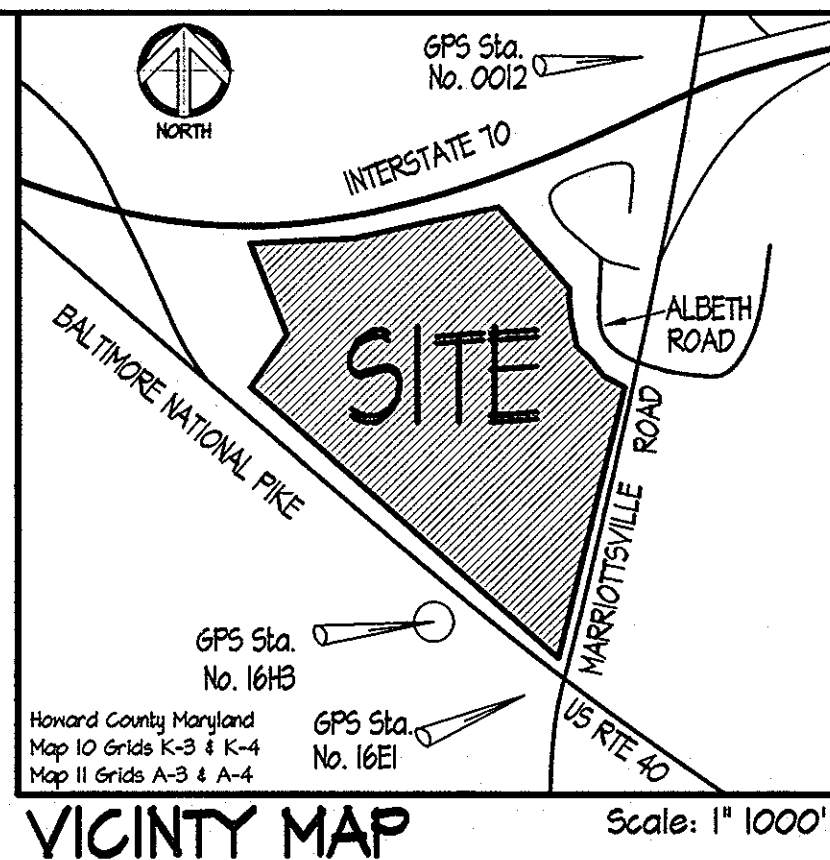 GPS Sta.
No. 0012
NORTH
INTERSTATE 70
ALBETH
ROAD
SITE
BALTIMORE NATIONAL PIKE
MARRIOTTSVILLE ROAD
GPS Sta.
No. 16H3
GPS Sta.
No. 16E1
US RTE 40
Howard County Maryland
Map 10 Grids K-3 & K-4
Map 11 Grids A-3 & A-4
VICINTY MAP
Scale: 1" 1000'